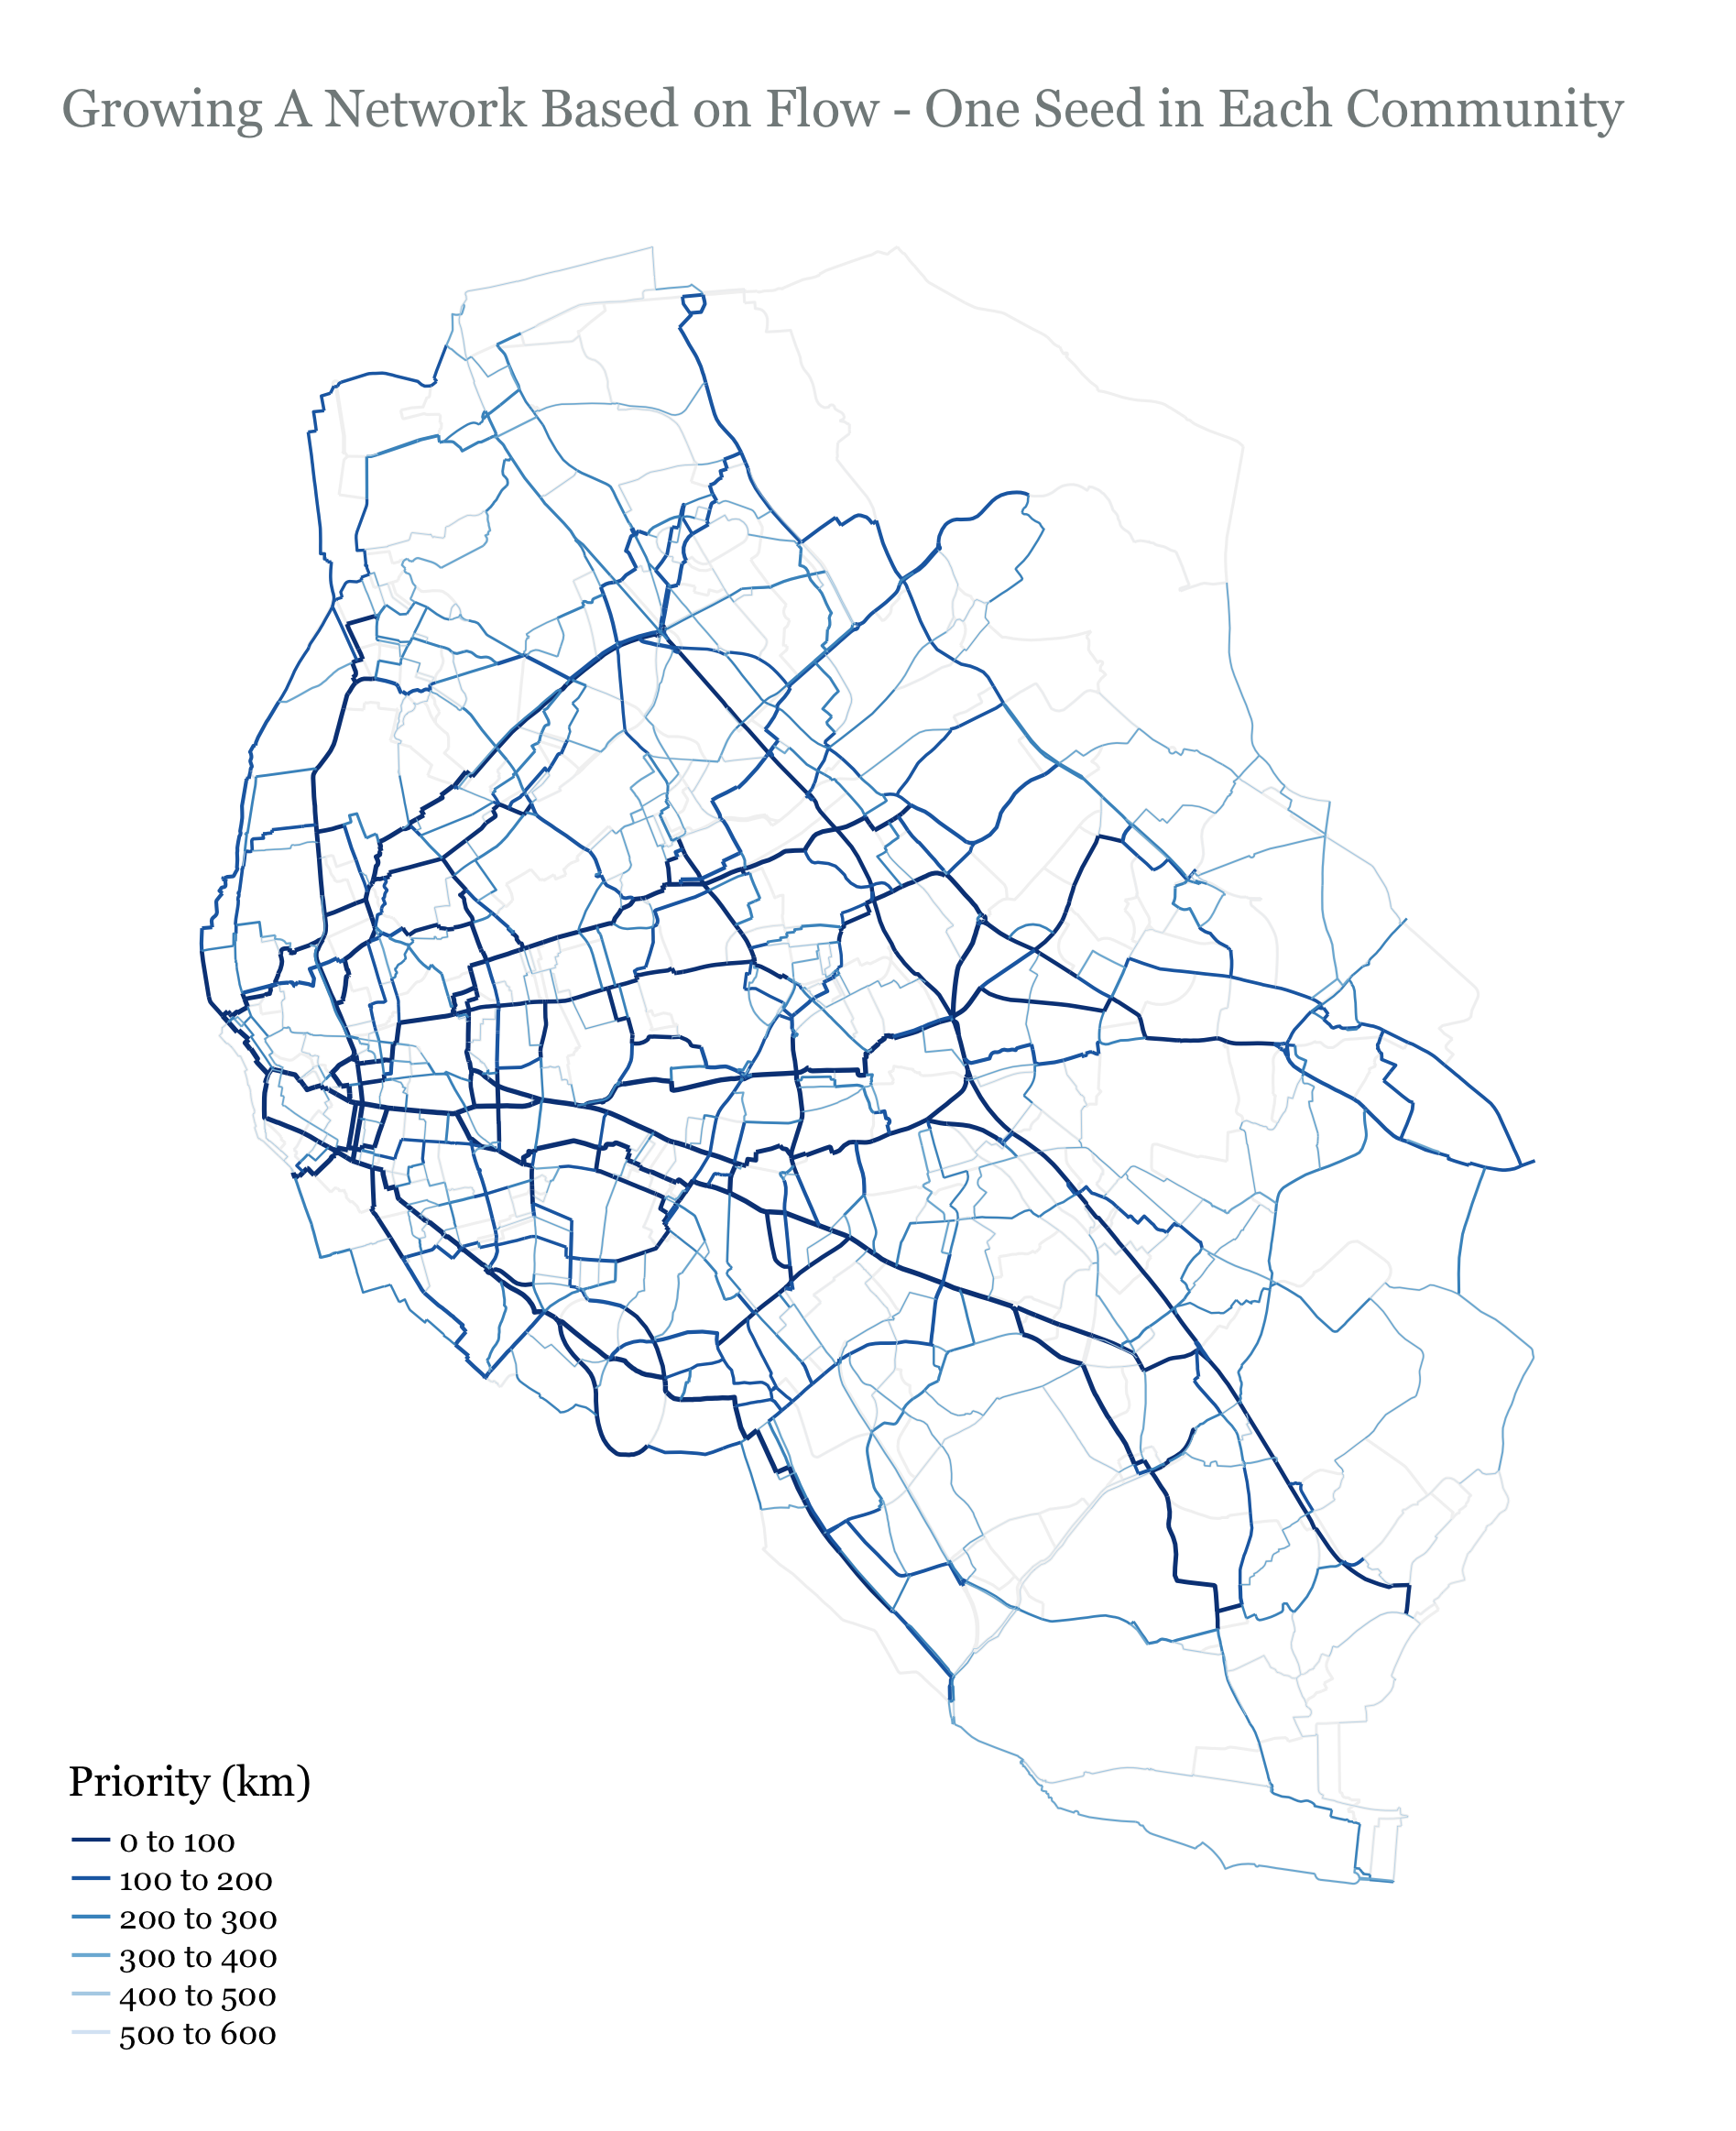 Growing A Network Based on Flow - One Seed in Each Community
Priority (km)
0 to 100
100 to 200
200 to 300
300 to 400
400 to 500
500 to 600